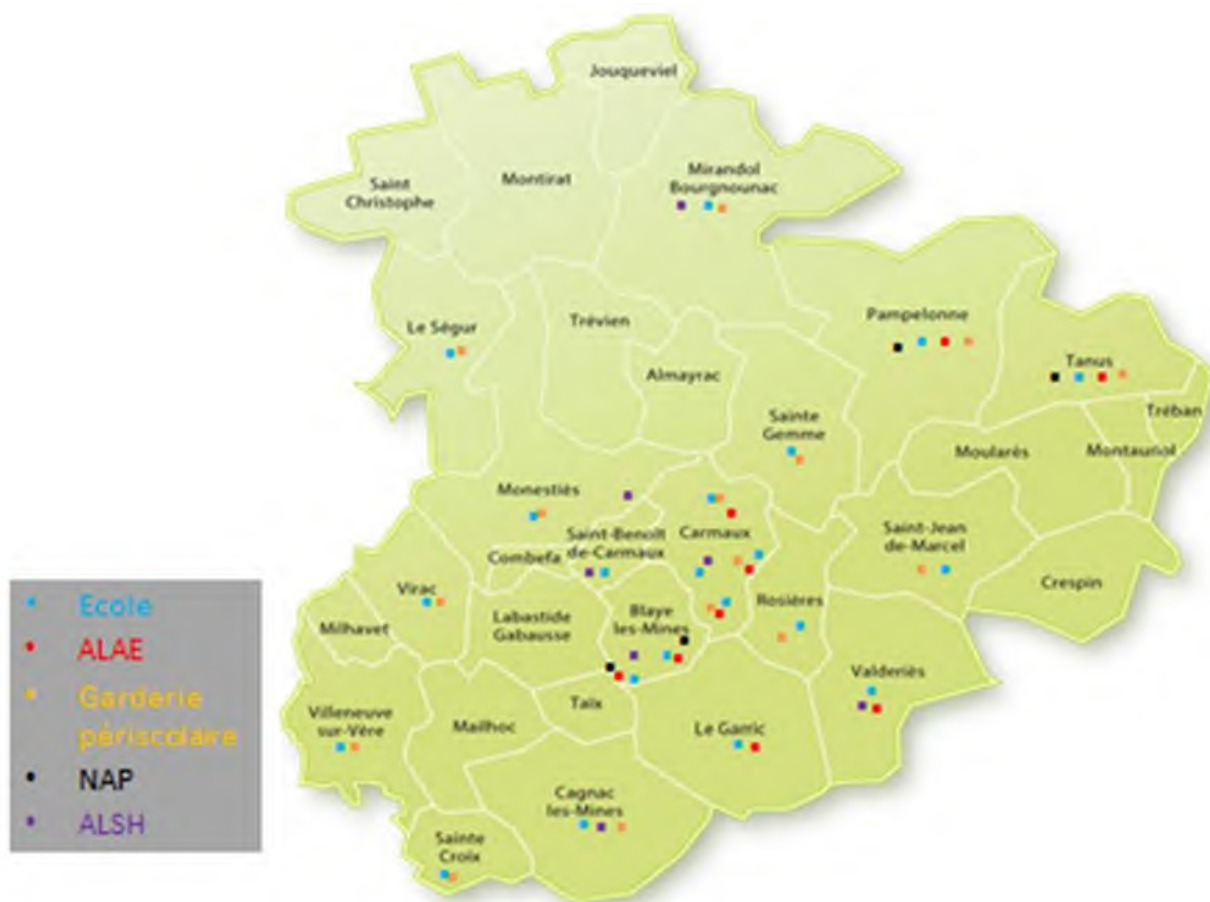 Jouqueviel
Saint
Christophe
Montirat
Mirandol
Bourgnounac
Le Ségur
Trévien
Pampelonne
Tanus
Almayrac
Tréban
Sainte
Gemme
Moularés
Montauriol
Monestiés
Saint-Benoît
de-Carmaux
Carmaux
Saint-Jean
de-Marcel
Combefa
Crespin
Virac
Rosières
Milhavet
Labastide
Gabausse
Blaye
les-Mines
Valderiès
Villeneuve
sur-Vère
Mailhoc
Taïx
Le Garric
Cagnac
les-Mines
Sainte
Croix
Ecole
ALAE
Garderie
périscolaire
NAP
ALSH